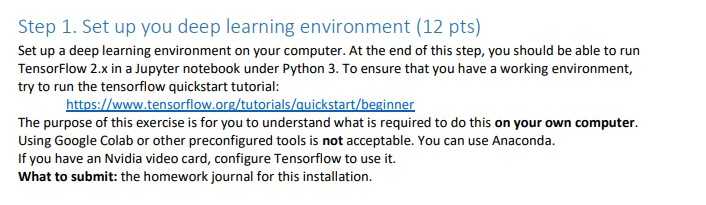 Step 1. Set up you deep learning environment (12 pts)
Set up a deep learning environment on your computer. At the end of this step, you should be able to run
TensorFlow 2.x in a Jupyter notebook under Python 3. To ensure that you have a working environment,
try to run the tensorflow quickstart tutorial:
https://www.tensorflow.org/tutorials/quickstart/beginner
The purpose of this exercise is for you to understand what is required to do this on your own computer.
Using Google Colab or other preconfigured tools is not acceptable. You can use Anaconda.
If you have an Nvidia video card, configure Tensorflow to use it.
What to submit: the homework journal for this installation.